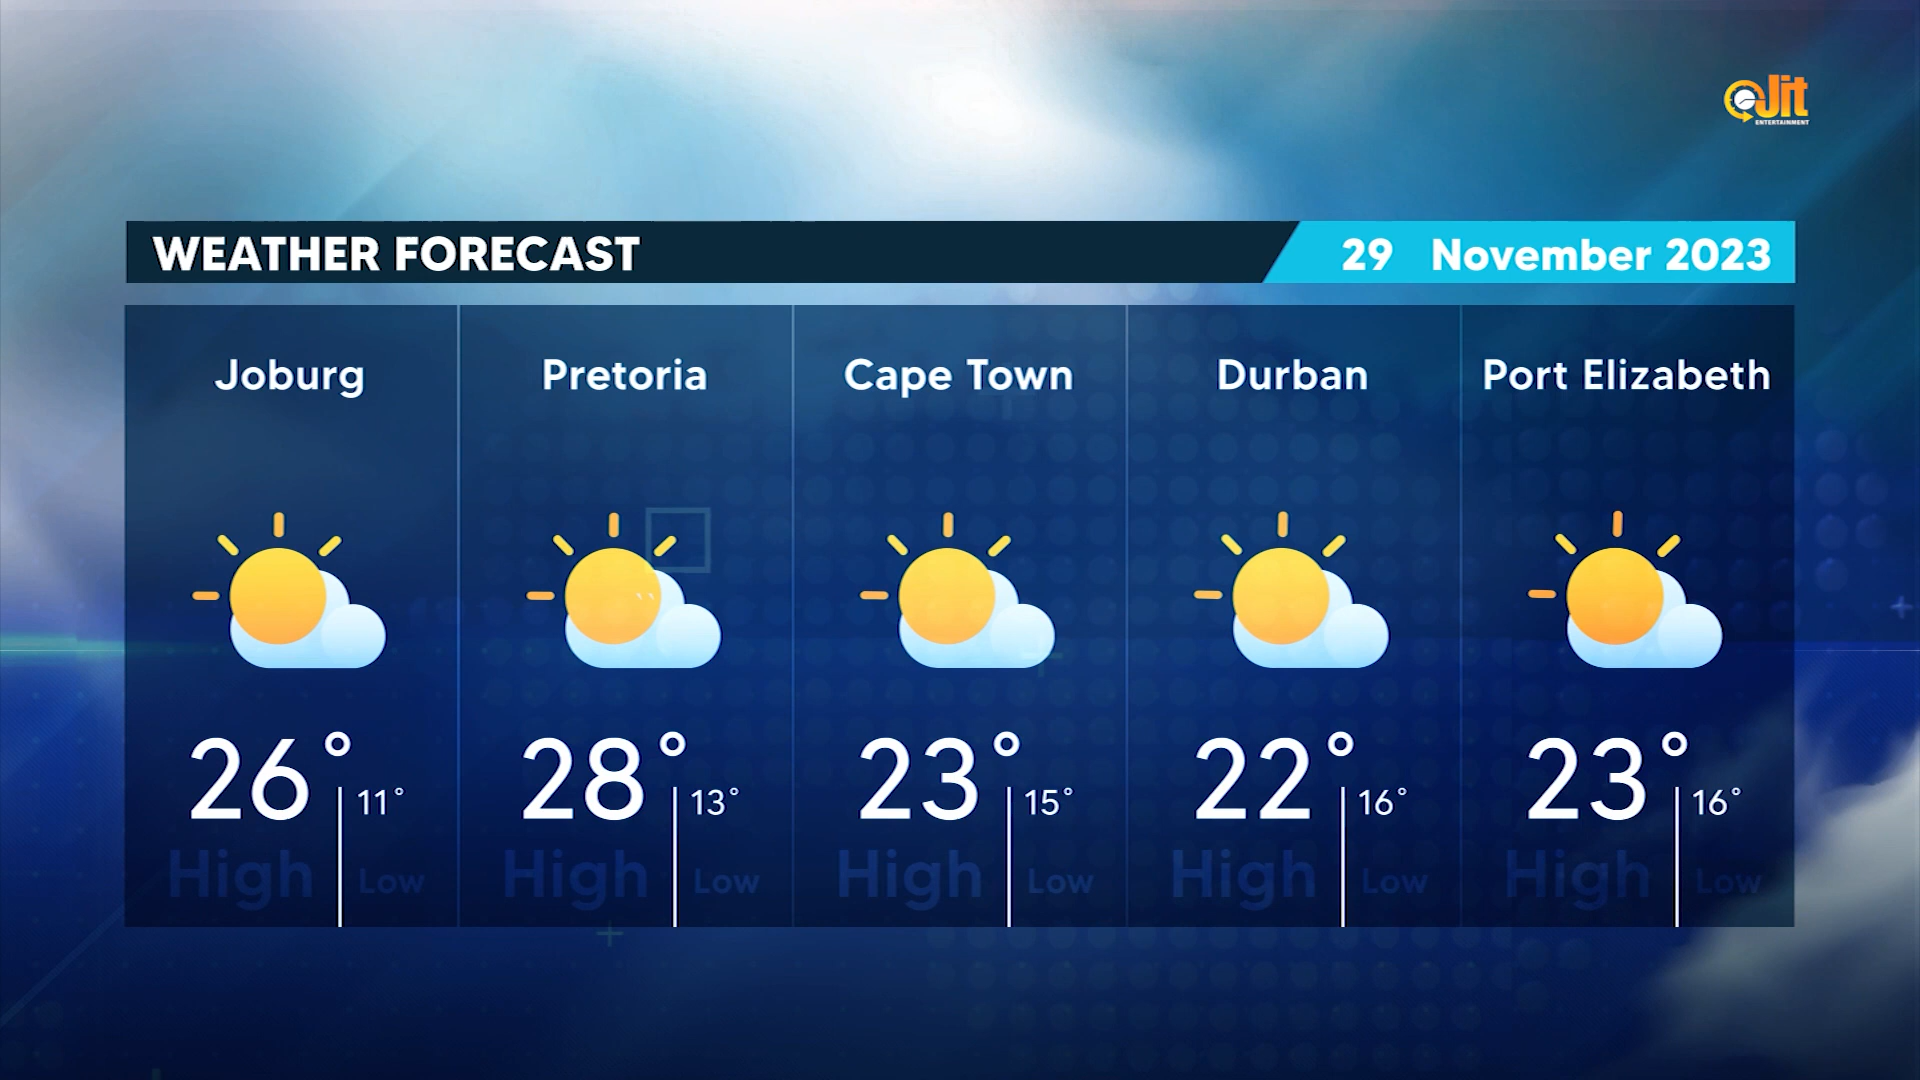 Jit
ENTERTAINMENT
WEATHER FORECAST
29 November 2023
Joburg
26° 11°
High Low
Pretoria
28° 13°
High Low
Cape Town
23° 15°
High Low
Durban
22° 16°
High Low
Port Elizabeth
23° 16°
High Low